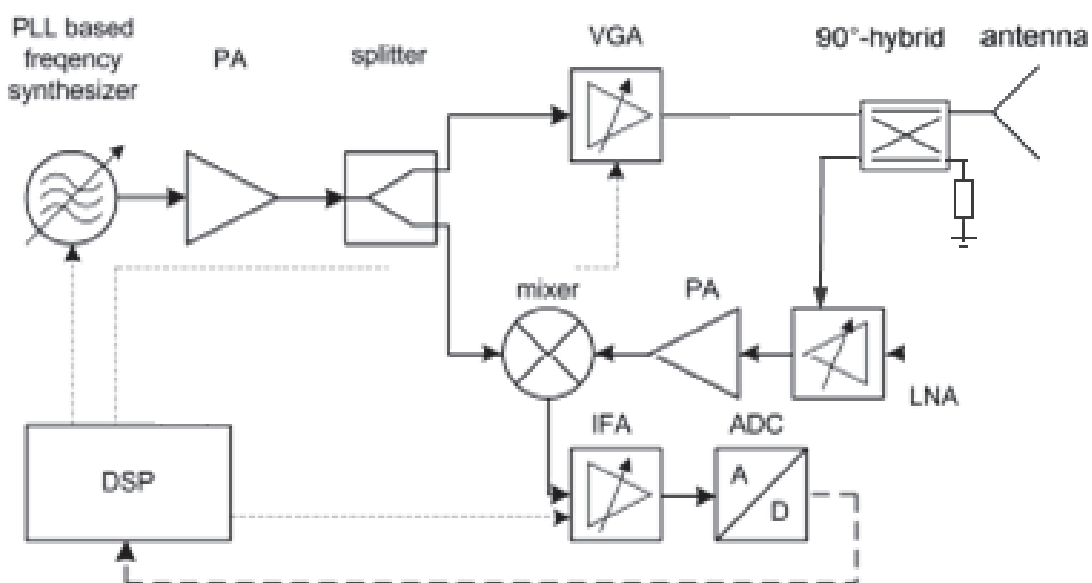 PLL based
freqency
synthesizer
PA
splitter
VGA
90°-hybrid
antenna
mixer
PA
LNA
DSP
IFA
ADC
A
D